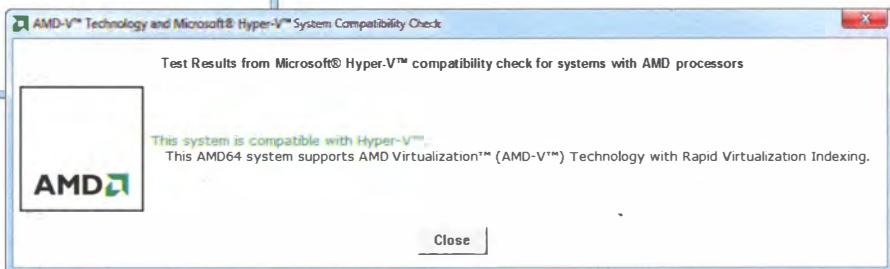 AMD-V™ Technology and Microsoft® Hyper-V™ System Compatibility Check
Test Results from Microsoft® Hyper-V™ compatibility check for systems with AMD processors
This system is compatible with Hyper-V™.
This AMD64 system supports AMD Virtualization™ (AMD-V™) Technology with Rapid Virtualization Indexing.
AMD
Close